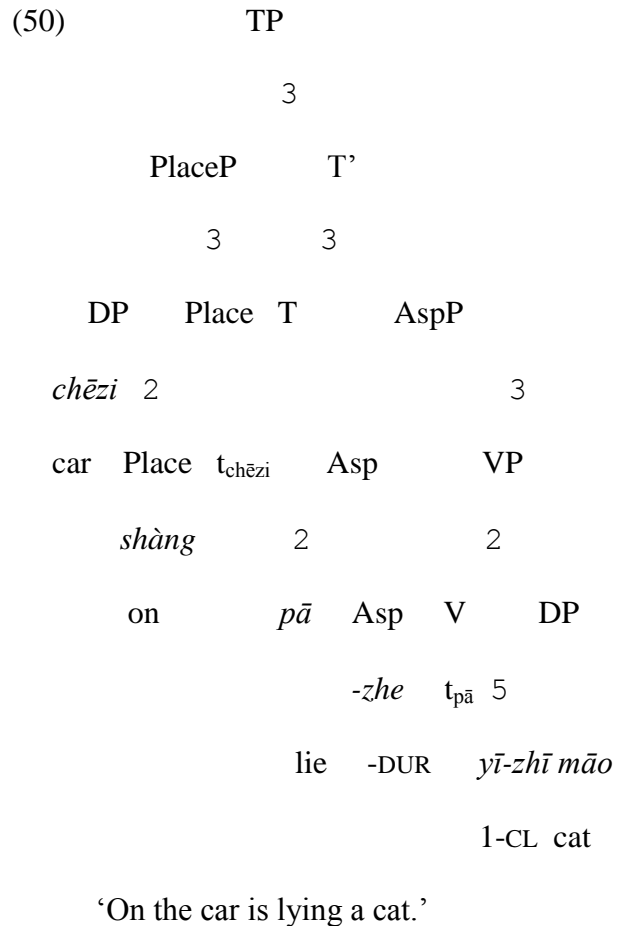 (50) TP
3
PlaceP T’
3 3
DP Place T AspP
chēzi 2 3
car Place tchēzi Asp VP
shàng 2 2
on pā Asp V DP
-zhe tpā 5
lie -DUR yī-zhī māo
1-CL cat
‘On the car is lying a cat.’